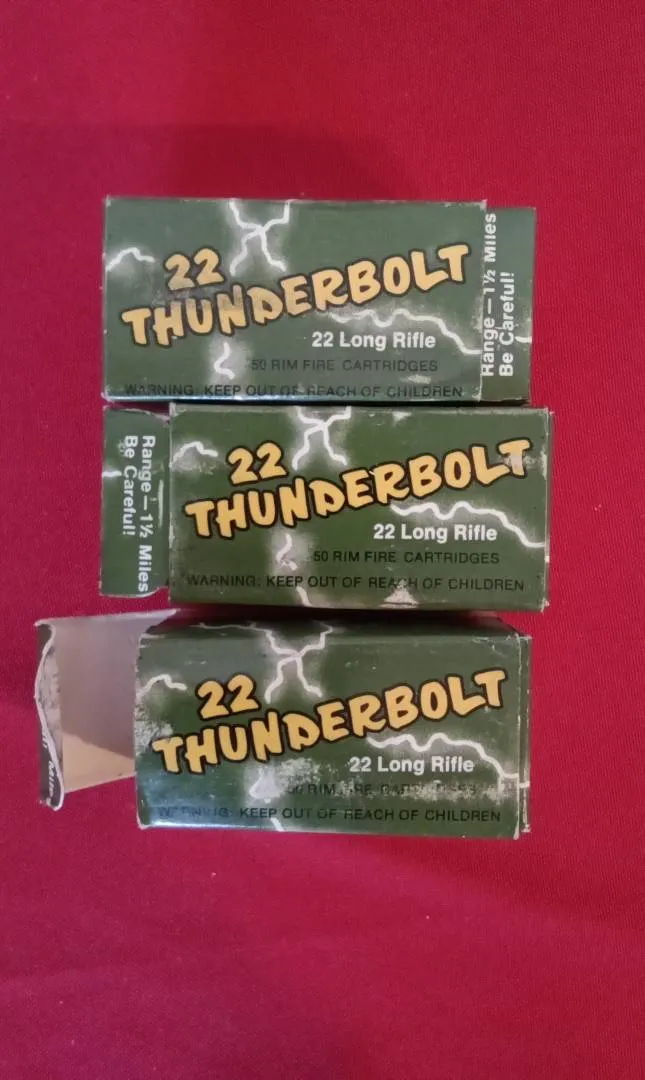 22
THUNDERBOLT
22 Long Rifle
50 RIM FIRE CARTRIDGES
WARNING: KEEP OUT OF REACH OF CHILDREN
Range—1½ Miles
Be Careful!
Range—1½ Miles
Be Careful!
22
THUNDERBOLT
22 Long Rifle
50 RIM FIRE CARTRIDGES
WARNING: KEEP OUT OF REACH OF CHILDREN
22
THUNDERBOLT
22 Long Rifle
RIM
KEEP OUT OF REACH OF CHILDREN